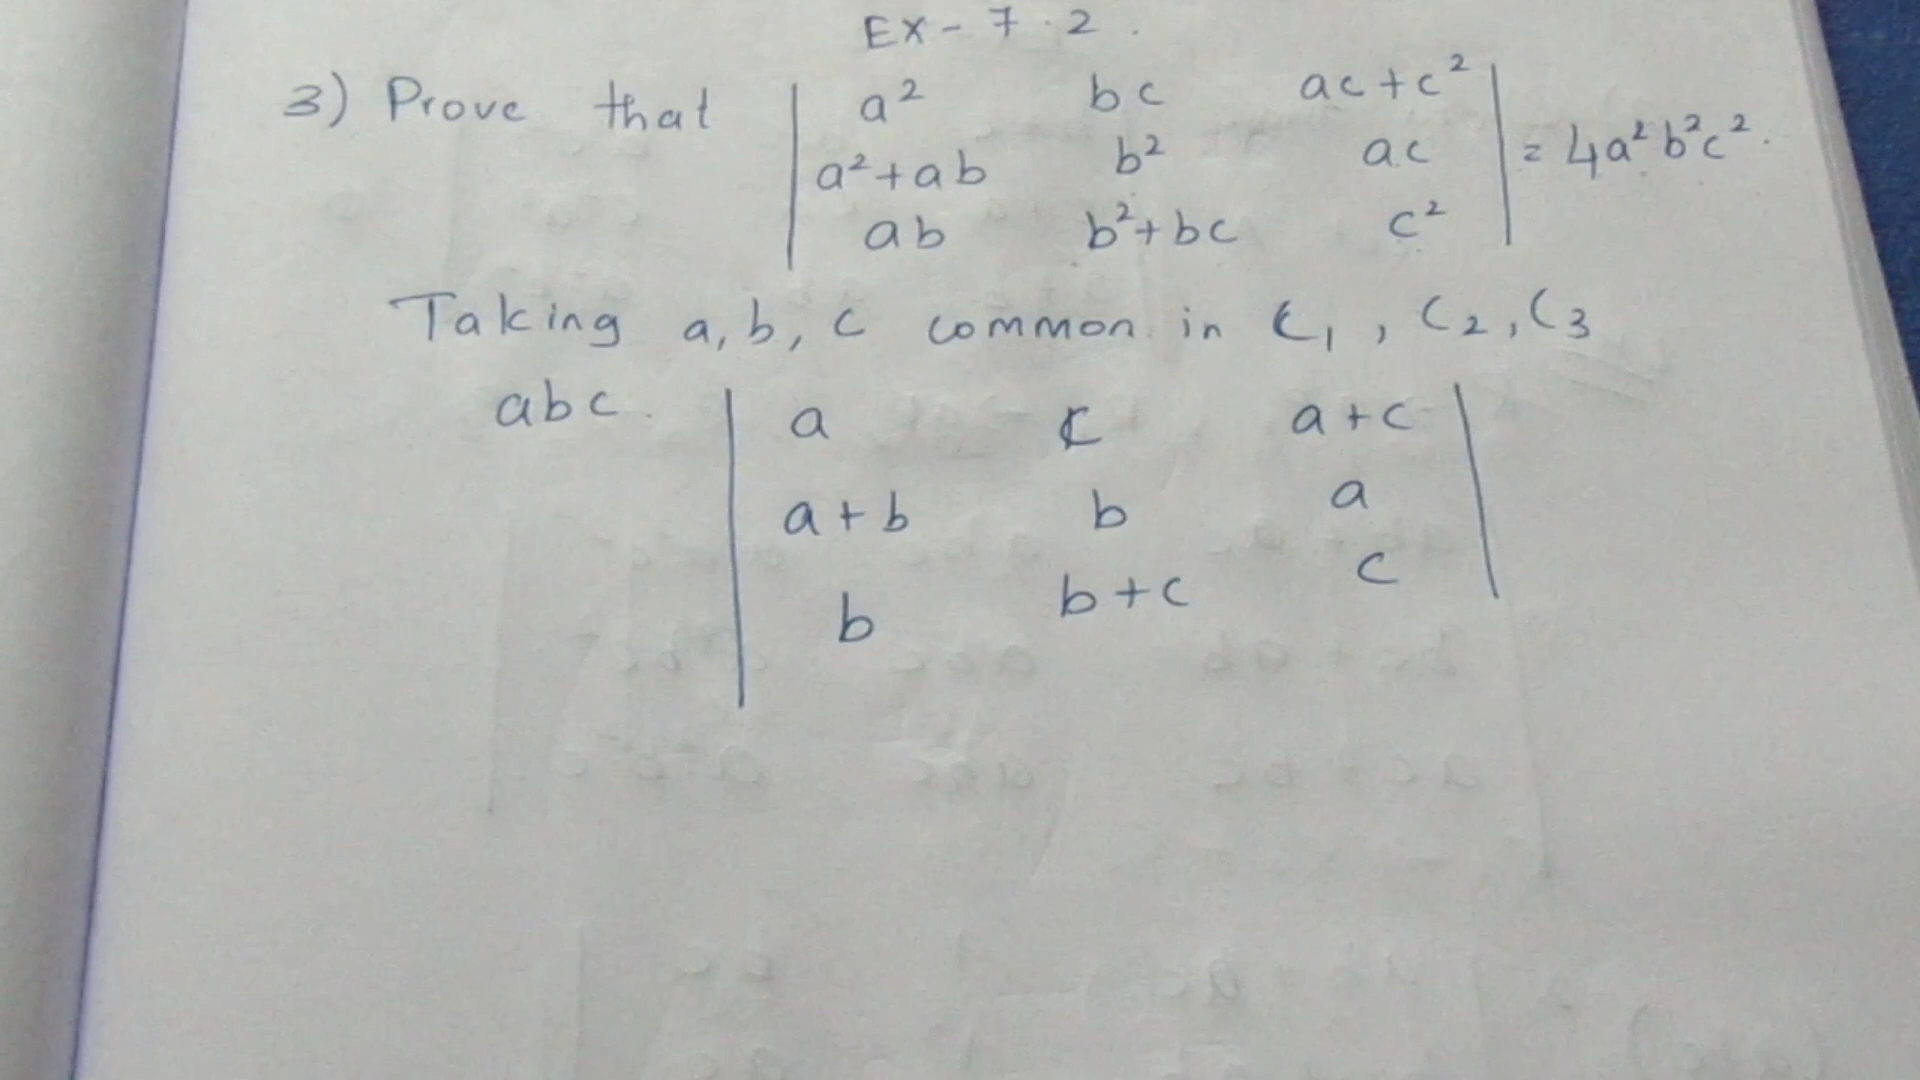 EX - 7.2.
3) Prove that | a² bc ac+c² |
| a²+ab b² ac | = 4a²b²c².
| ab b²+bc c² |
Taking a, b, c common in C₁, C₂, C₃
abc. | a c a+c |
| a+b b a |
| b b+c c |